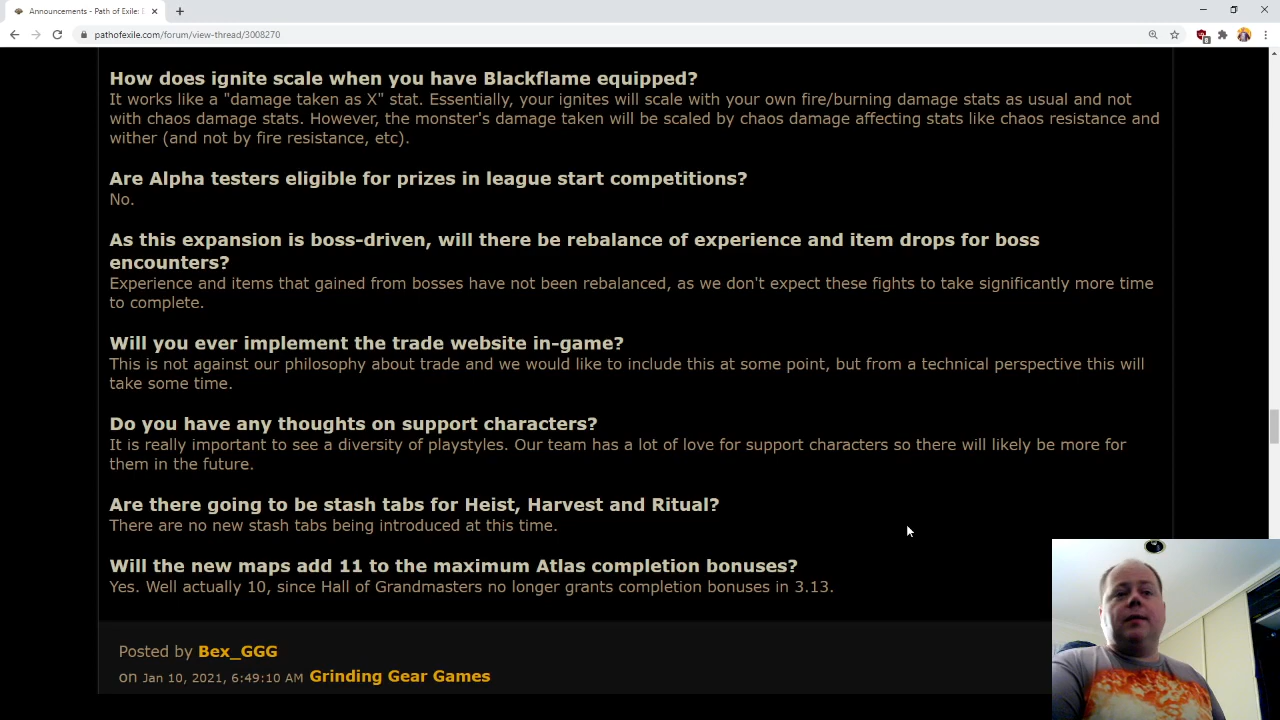 Announcements - Path of Exile: E
pathofexile.com/forum/view-thread/3008270
How does ignite scale when you have Blackflame equipped?
It works like a "damage taken as X" stat. Essentially, your ignites will scale with your own fire/burning damage stats as usual and not
with chaos damage stats. However, the monster's damage taken will be scaled by chaos damage affecting stats like chaos resistance and
wither (and not by fire resistance, etc).
Are Alpha testers eligible for prizes in league start competitions?
No.
As this expansion is boss-driven, will there be rebalance of experience and item drops for boss
encounters?
Experience and items that gained from bosses have not been rebalanced, as we don't expect these fights to take significantly more time
to complete.
Will you ever implement the trade website in-game?
This is not against our philosophy about trade and we would like to include this at some point, but from a technical perspective this will
take some time.
Do you have any thoughts on support characters?
It is really important to see a diversity of playstyles. Our team has a lot of love for support characters so there will likely be more for
them in the future.
Are there going to be stash tabs for Heist, Harvest and Ritual?
There are no new stash tabs being introduced at this time.
Will the new maps add 11 to the maximum Atlas completion bonuses?
Yes. Well actually 10, since Hall of Grandmasters no longer grants completion bonuses in 3.13.
Posted by Bex_GGG
on Jan 10, 2021, 6:49:10 AM Grinding Gear Games